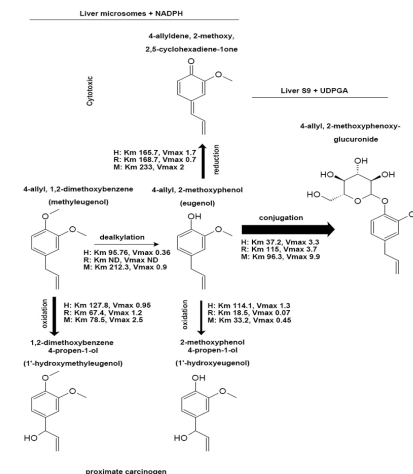 Liver microsomes + NADPH
4-allyldene, 2-methoxy,
2,5-cyclohexadiene-1one
O
O
Cytotoxic
Liver S9 + UDPGA
4-allyl, 2-methoxyphenoxy-
glucuronide
H: Km 165.7, Vmax 1.7
R: Km 168.7, Vmax 0.7
M: Km 233, Vmax 2
reduction
OH
HO
OH
HO
O
O
O
4-allyl, 1,2-dimethoxybenzene
(methyleugenol)
4-allyl, 2-methoxyphenol
(eugenol)
O
O
OH
O
dealkylation
H: Km 95.76, Vmax 0.36
R: Km ND, Vmax ND
M: Km 212.3, Vmax 0.9
conjugation
H: Km 37.2, Vmax 3.3
R: Km 115, Vmax 3.7
M: Km 96.3, Vmax 9.9
oxidation
H: Km 127.8, Vmax 0.95
R: Km 67.4, Vmax 1.2
M: Km 78.5, Vmax 2.5
oxidation
H: Km 114.1, Vmax 1.3
R: Km 18.5, Vmax 0.07
M: Km 33.2, Vmax 0.45
1,2-dimethoxybenzene
4-propen-1-ol
(1'-hydroxymethyleugenol)
2-methoxyphenol
4-propen-1-ol
(1'-hydroxyeugenol)
O
O
HO
OH
O
HO
proximate carcinogen